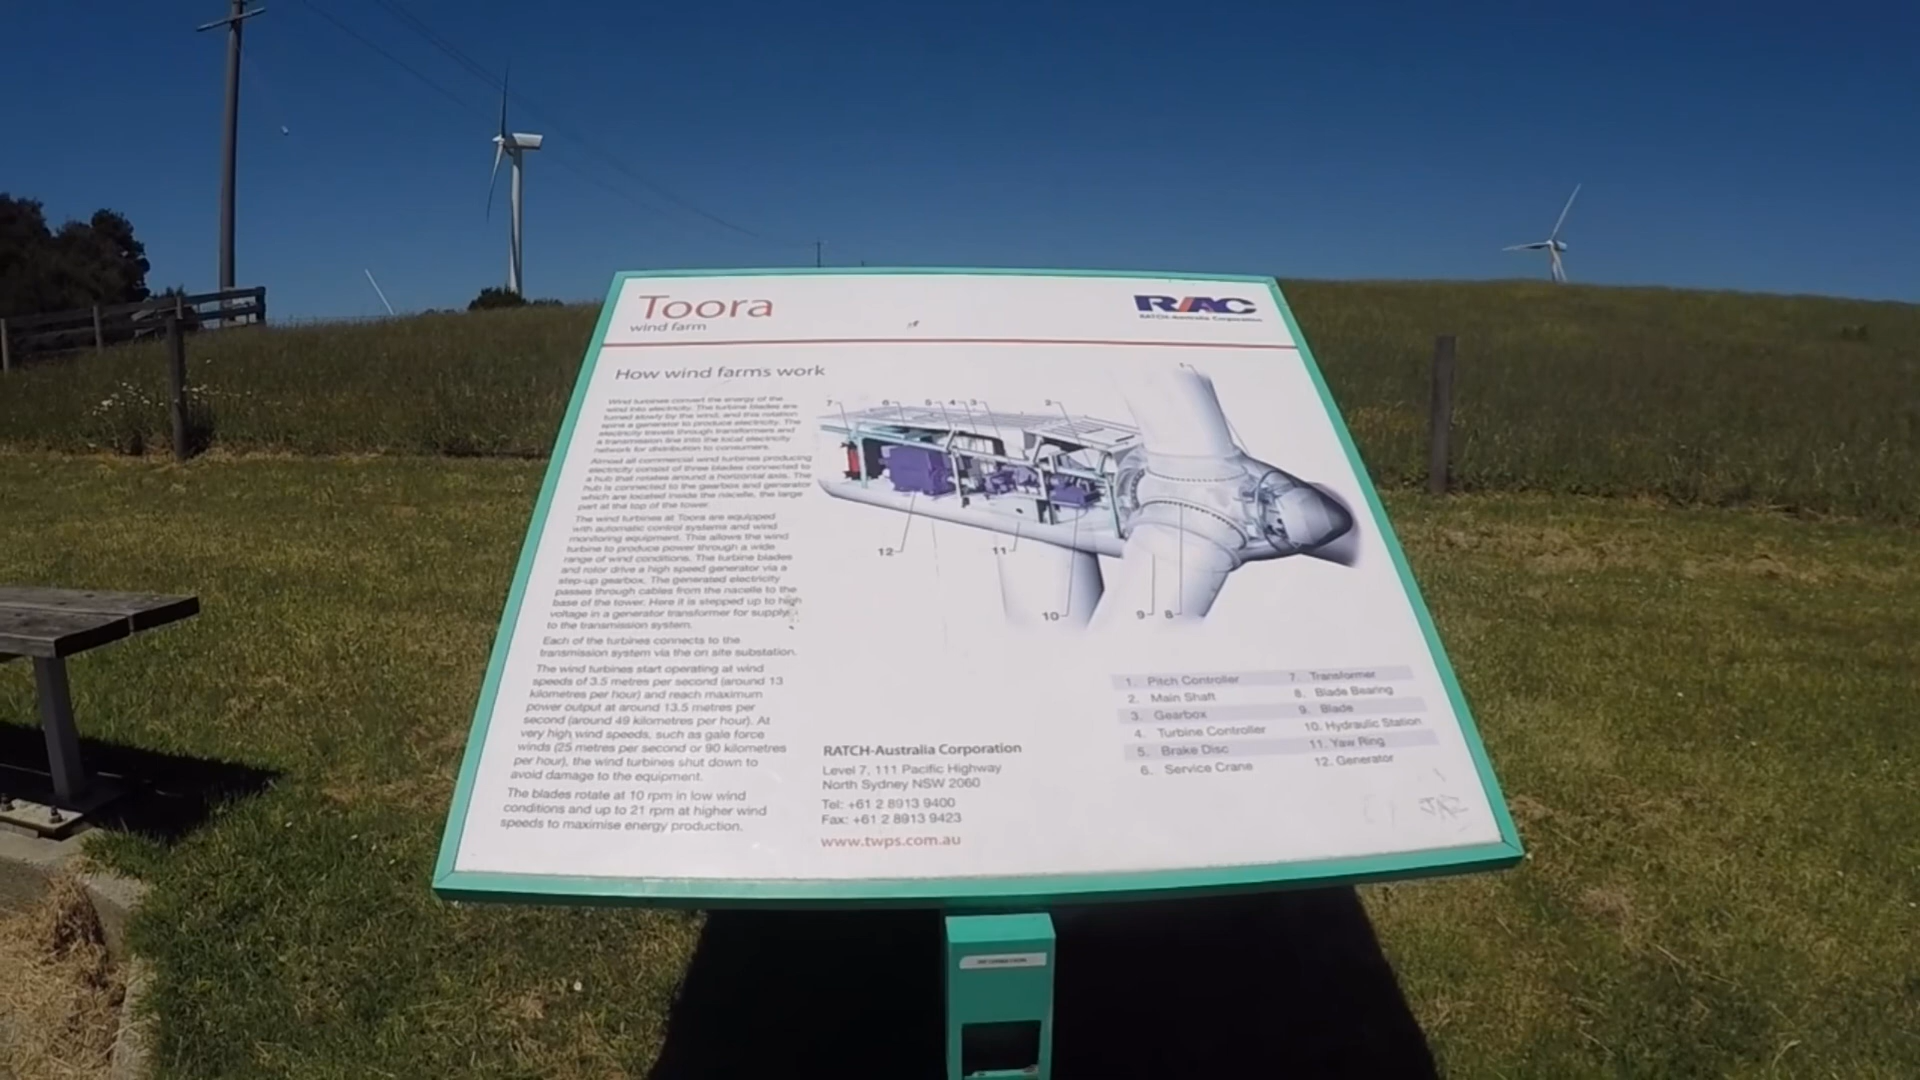 Toora
wind farm
RAC
RATCH-Australia Corporation
How wind farms work
Wind turbines convert the energy of the
wind into electricity. The turbine blades are
turned slowly by the wind, and this rotation
spins a generator to produce electricity. The
electricity travels through transformers and
a transmission line into the local electricity
network for distribution to consumers.
Almost all commercial wind turbines producing
electricity consist of three blades connected to
a hub that rotates around a horizontal axis. The
hub is connected to the gearbox and generator
which are located inside the nacelle, the large
part at the top of the tower.
The wind turbines at Toora are equipped
with automatic control systems and wind
monitoring equipment. This allows the wind
turbine to produce power through a wide
range of wind conditions. The turbine blades
and rotor drive a high speed generator via a
step-up gearbox. The generated electricity
passes through cables from the nacelle to the
base of the tower. Here it is stepped up to high
voltage in a generator transformer for supply
to the transmission system.
Each of the turbines connects to the
transmission system via the on site substation.
The wind turbines start operating at wind
speeds of 3.5 metres per second (around 13
kilometres per hour) and reach maximum
power output at around 13.5 metres per
second (around 49 kilometres per hour). At
very high wind speeds, such as gale force
winds (25 metres per second or 90 kilometres
per hour), the wind turbines shut down to
avoid damage to the equipment.
The blades rotate at 10 rpm in low wind
conditions and up to 21 rpm at higher wind
speeds to maximise energy production.
1
7 6 5 4 3 2
12 11 10 9 8
RATCH-Australia Corporation
Level 7, 111 Pacific Highway
North Sydney NSW 2060
Tel: +61 2 8913 9400
Fax: +61 2 8913 9423
www.twps.com.au
1. Pitch Controller
2. Main Shaft
3. Gearbox
4. Turbine Controller
5. Brake Disc
6. Service Crane
7. Transformer
8. Blade Bearing
9. Blade
10. Hydraulic Station
11. Yaw Ring
12. Generator